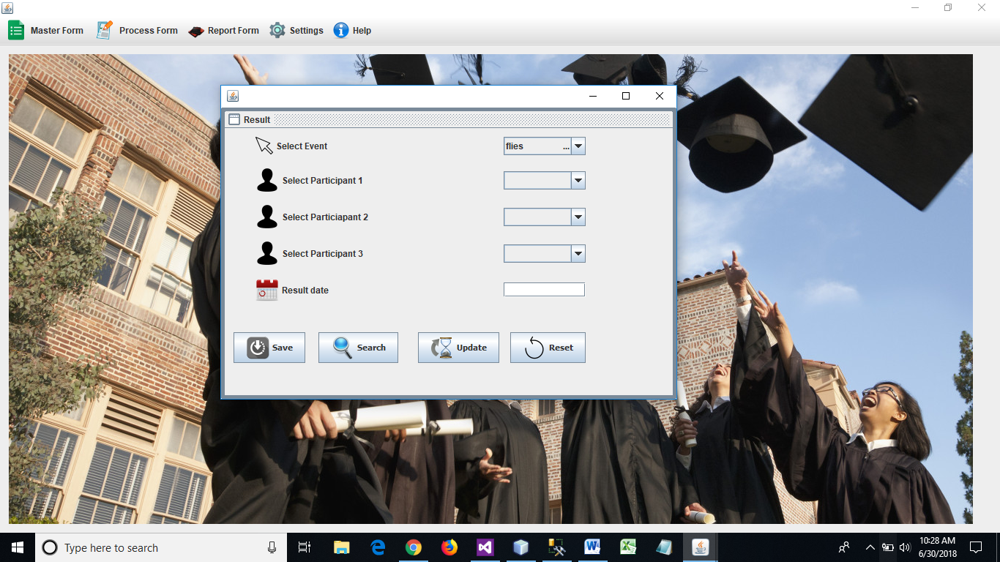 Master Form Process Form Report Form Settings Help
Result
Select Event flies ...
Select Participant 1
Select Particiapant 2
Select Participant 3
Result date
Save Search Update Reset
Type here to search
10:28 AM
6/30/2018